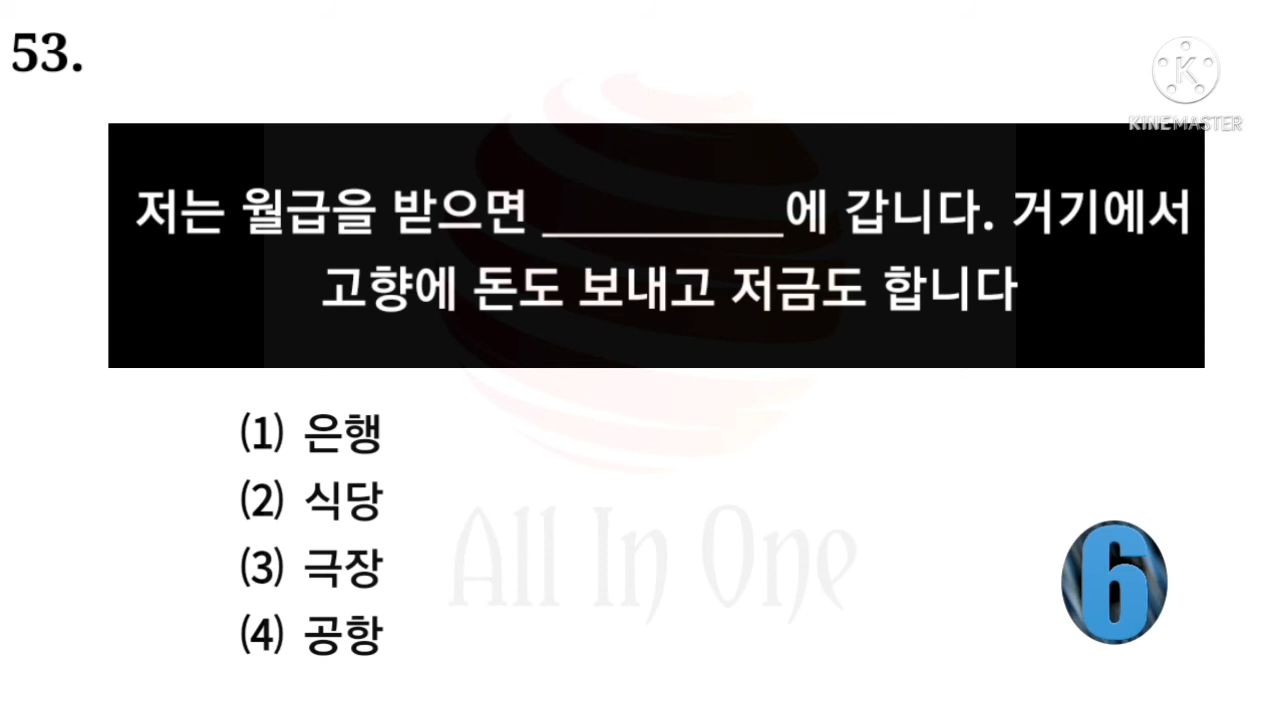 53.
KINEMASTER
저는 월급을 받으면 __________에 갑니다. 거기에서
고향에 돈도 보내고 저금도 합니다
(1) 은행
(2) 식당
(3) 극장
(4) 공항
All In One
6